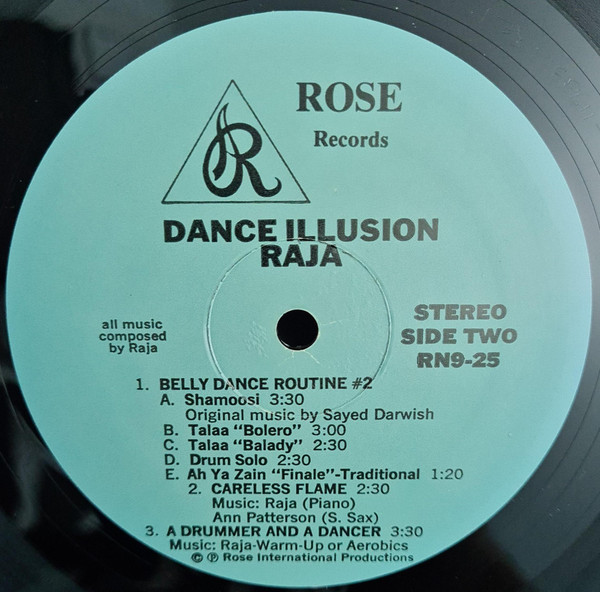 R
ROSE
Records
DANCE ILLUSION
RAJA
all music
composed
by Raja
STEREO
SIDE TWO
RN9-25
1. BELLY DANCE ROUTINE #2
A. Shamoosi 3:30
Original music by Sayed Darwish
B. Talaa "Bolero" 3:00
C. Talaa "Balady" 2:30
D. Drum Solo 2:30
E. Ah Ya Zain "Finale"-Traditional 1:20
2. CARELESS FLAME 2:30
Music: Raja (Piano)
Ann Patterson (S. Sax)
3. A DRUMMER AND A DANCER 3:30
Music: Raja-Warm-Up or Aerobics
© ℗ Rose International Productions